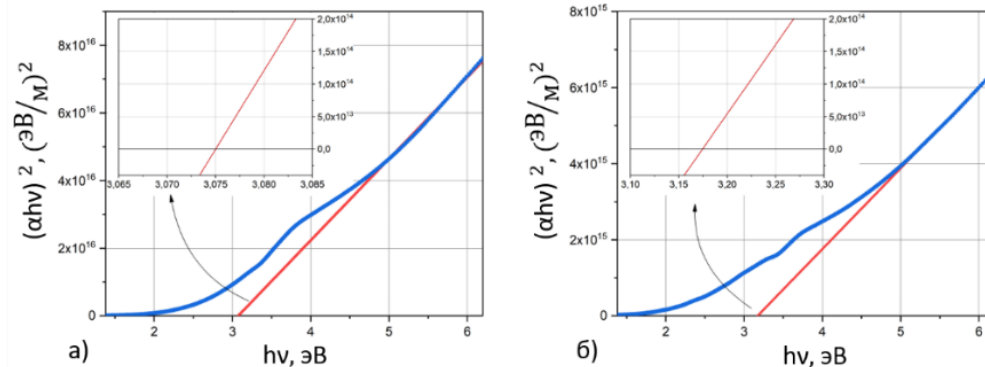 8x10¹⁶
6x10¹⁶
4x10¹⁶
2x10¹⁶
0
(αhν)², (эВ/м)²
2,0x10¹⁴
1,5x10¹⁴
1,0x10¹⁴
5,0x10¹³
0,0
3,065 3,070 3,075 3,080 3,085
2 3 4 5 6
а) hν, эВ
8x10¹⁵
6x10¹⁵
4x10¹⁵
2x10¹⁵
0
(αhν)², (эВ/м)²
2,0x10¹⁴
1,5x10¹⁴
1,0x10¹⁴
5,0x10¹³
0,0
3,10 3,15 3,20 3,25 3,30
2 3 4 5 6
б) hν, эВ